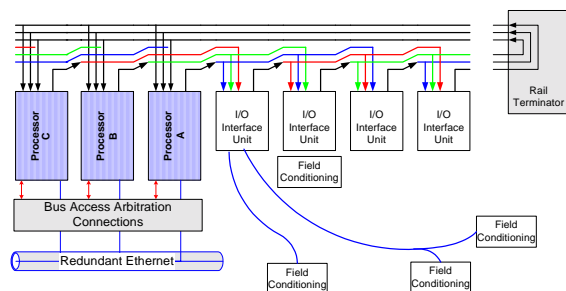 Rail
Terminator
Processor
C
Processor
B
Processor
A
I/O
Interface
Unit
I/O
Interface
Unit
I/O
Interface
Unit
I/O
Interface
Unit
Field
Conditioning
Bus Access Arbitration
Connections
Field
Conditioning
Redundant Ethernet
Field
Conditioning
Field
Conditioning